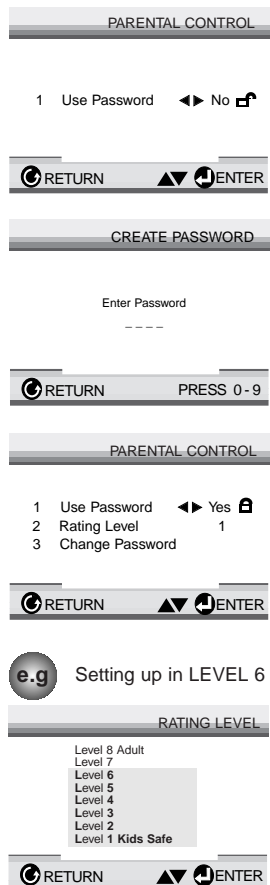 PARENTAL CONTROL
1 Use Password ◀▶ No
RETURN ▲▼ ENTER
CREATE PASSWORD
Enter Password
_ _ _ _
RETURN PRESS 0 - 9
PARENTAL CONTROL
1 Use Password ◀▶ Yes
2 Rating Level 1
3 Change Password
RETURN ▲▼ ENTER
e.g Setting up in LEVEL 6
RATING LEVEL
Level 8 Adult
Level 7
Level 6
Level 5
Level 4
Level 3
Level 2
Level 1 Kids Safe
RETURN ▲▼ ENTER